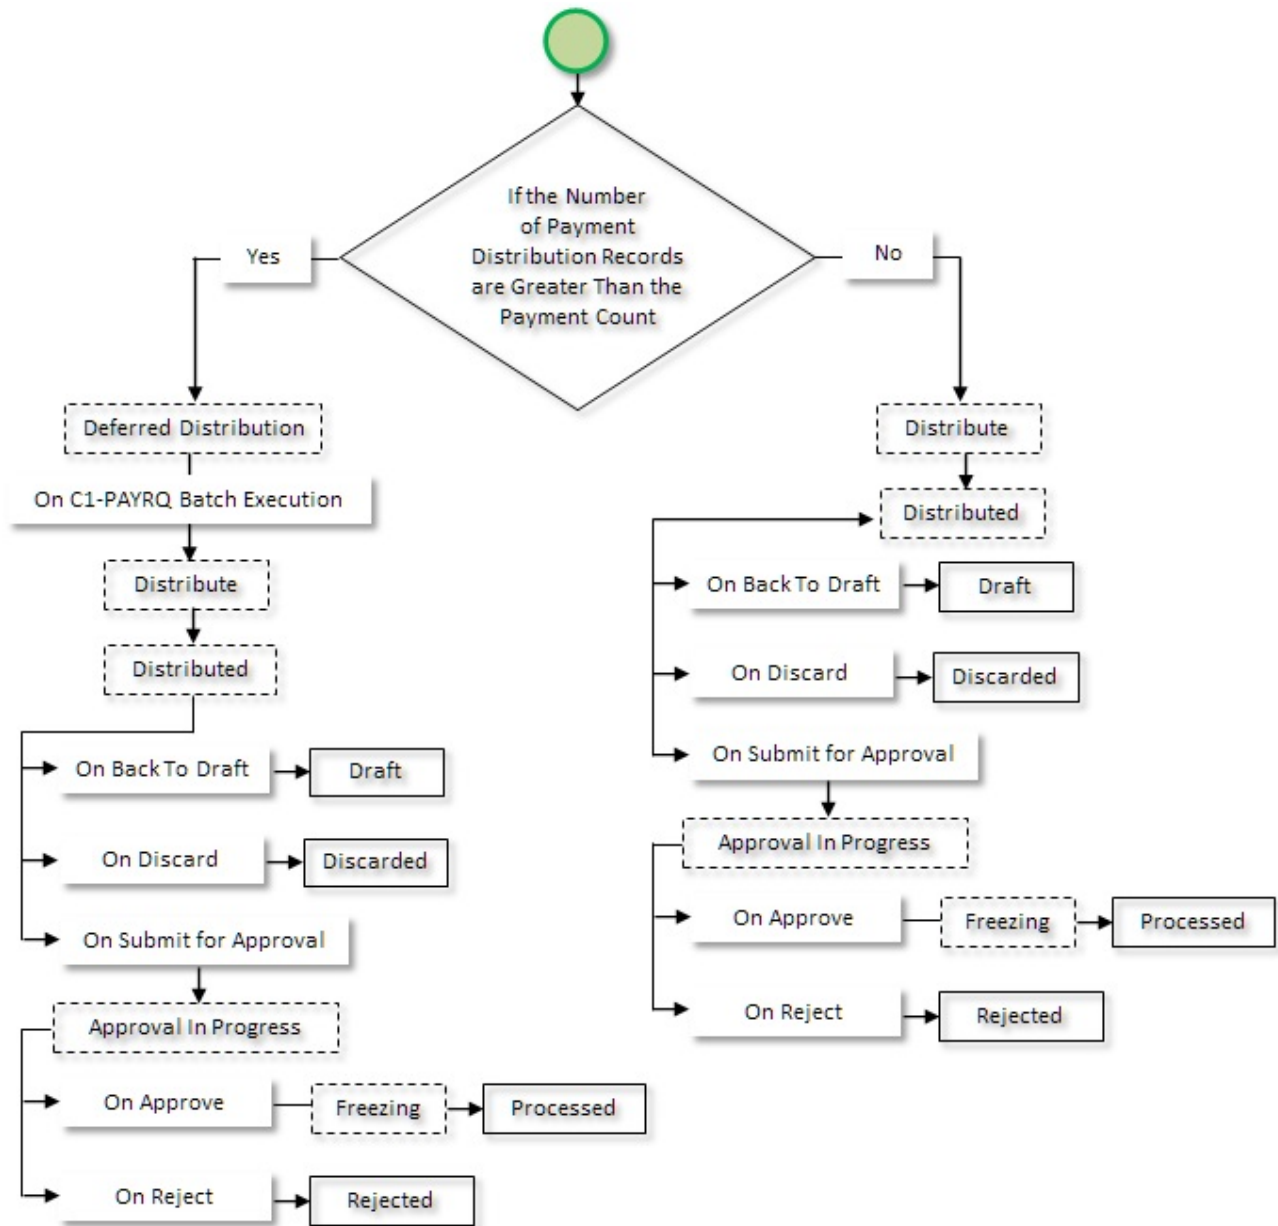 If the Number
of Payment
Distribution Records
are Greater Than the
Payment Count
Yes
No
Deferred Distribution
On C1-PAYRQ Batch Execution
Distribute
Distributed
On Back To Draft
Draft
On Discard
Discarded
On Submit for Approval
Approval In Progress
On Approve
Freezing
Processed
On Reject
Rejected
Distribute
Distributed
On Back To Draft
Draft
On Discard
Discarded
On Submit for Approval
Approval In Progress
On Approve
Freezing
Processed
On Reject
Rejected